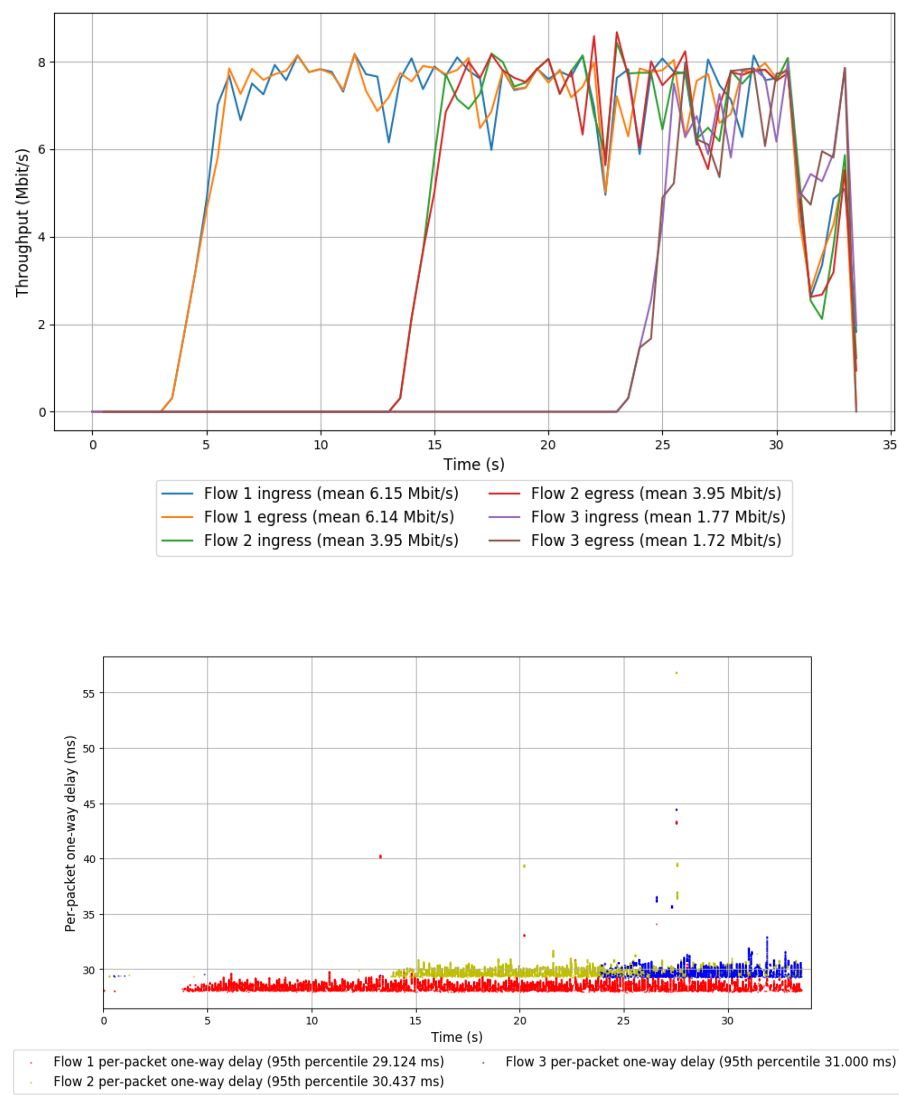 8
6
4
2
0
Throughput (Mbit/s)
0 5 10 15 20 25 30 35
Time (s)
Flow 1 ingress (mean 6.15 Mbit/s) Flow 2 egress (mean 3.95 Mbit/s)
Flow 1 egress (mean 6.14 Mbit/s) Flow 3 ingress (mean 1.77 Mbit/s)
Flow 2 ingress (mean 3.95 Mbit/s) Flow 3 egress (mean 1.72 Mbit/s)
55
50
45
40
35
30
Per-packet one-way delay (ms)
0 5 10 15 20 25 30
Time (s)
Flow 1 per-packet one-way delay (95th percentile 29.124 ms) Flow 3 per-packet one-way delay (95th percentile 31.000 ms)
Flow 2 per-packet one-way delay (95th percentile 30.437 ms)